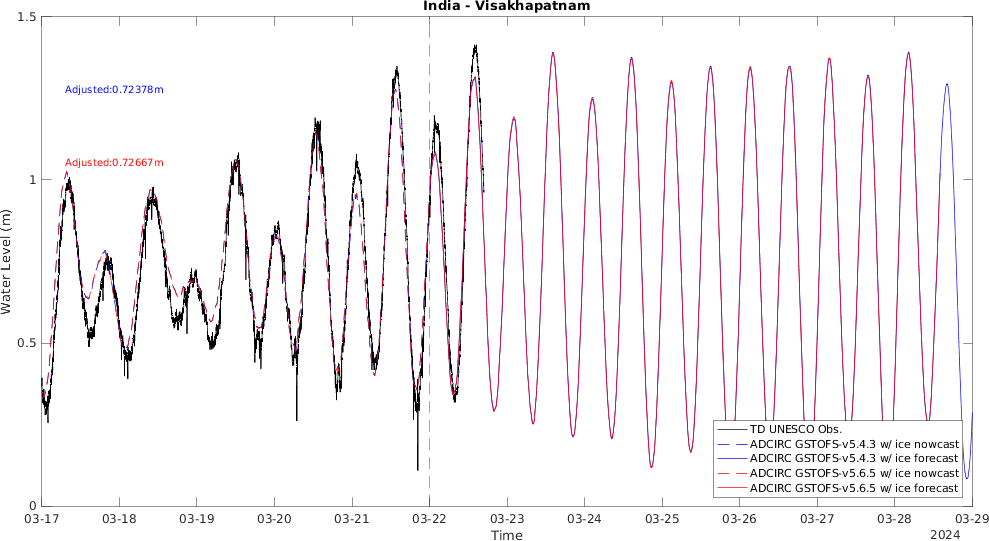 India - Visakhapatnam
1.5
1
0.5
0
Water Level (m)
Adjusted:0.72378m
Adjusted:0.72667m
TD UNESCO Obs.
ADCIRC GSTOFS-v5.4.3 w/ ice nowcast
ADCIRC GSTOFS-v5.4.3 w/ ice forecast
ADCIRC GSTOFS-v5.6.5 w/ ice nowcast
ADCIRC GSTOFS-v5.6.5 w/ ice forecast
03-17 03-18 03-19 03-20 03-21 03-22 03-23 03-24 03-25 03-26 03-27 03-28 03-29
Time
2024